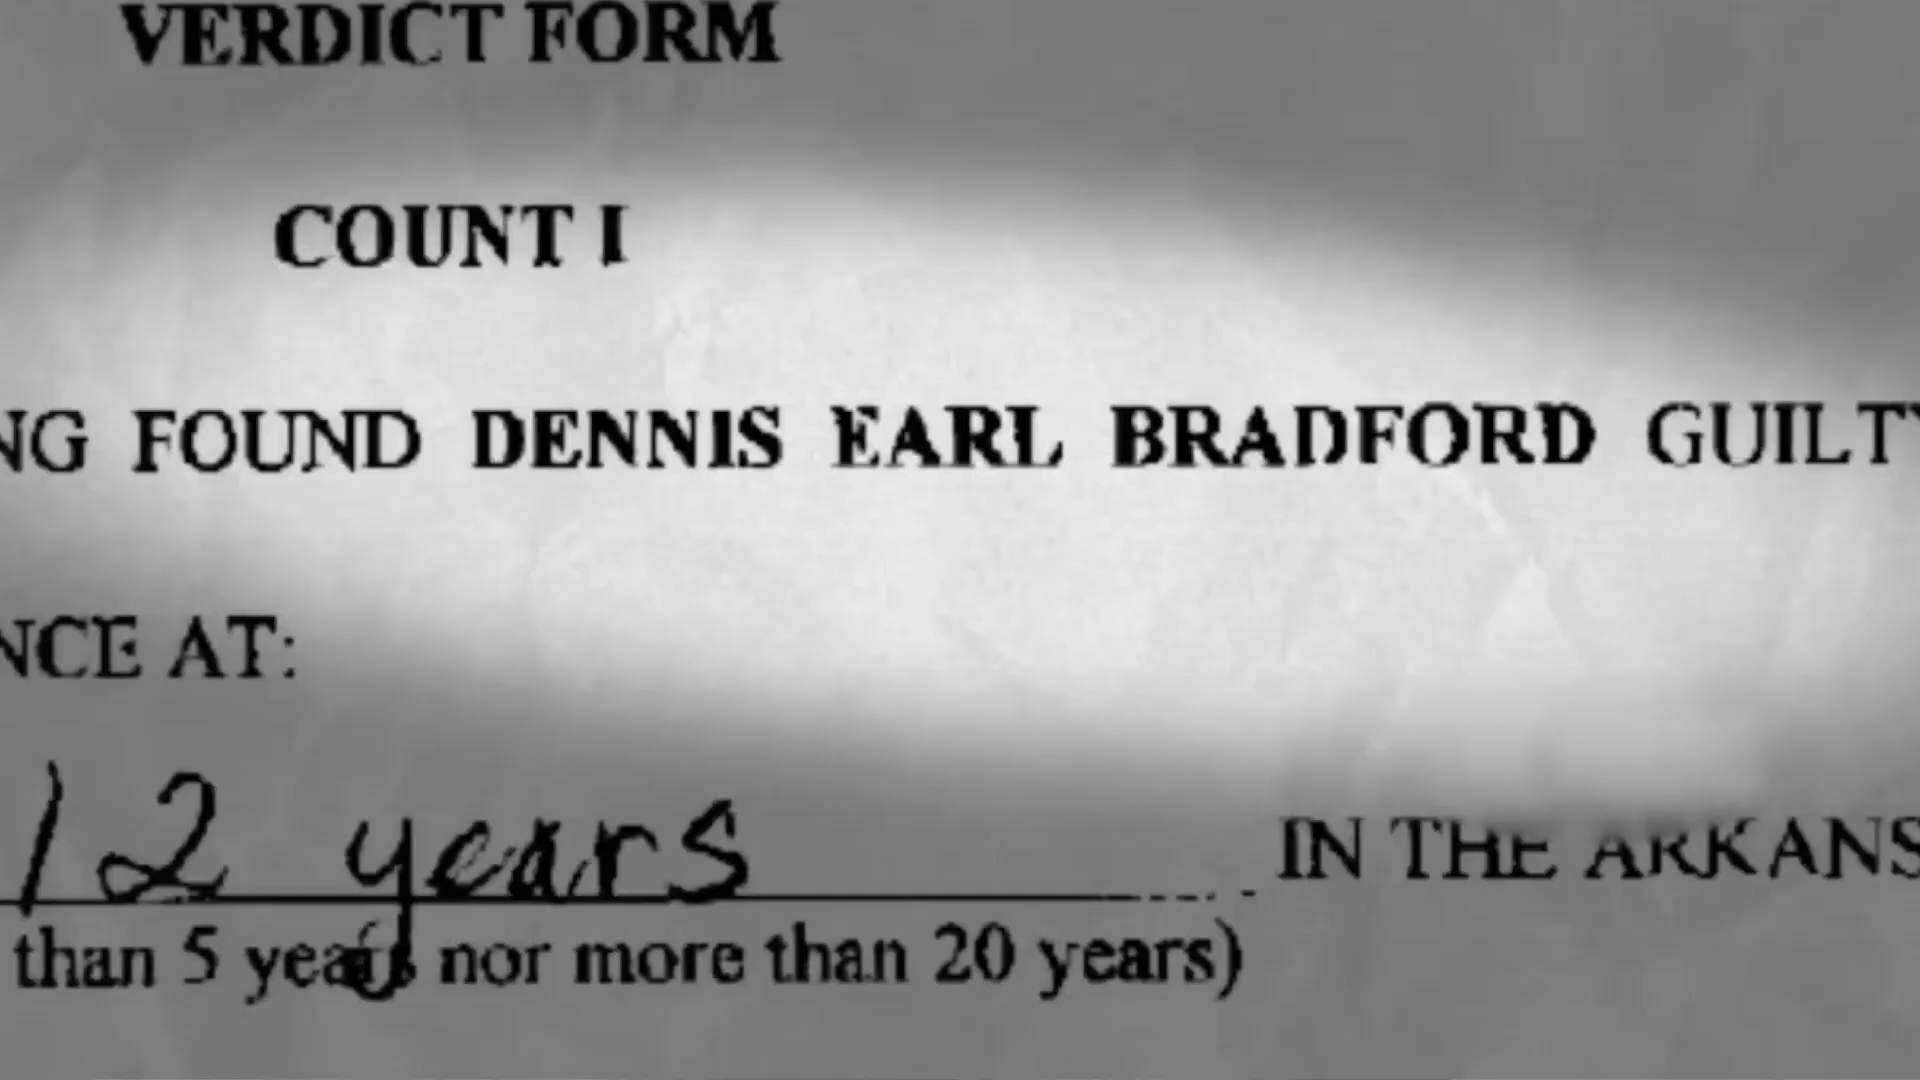 VERDICT FORM
COUNT I
NG FOUND DENNIS EARL BRADFORD GUILTY
NCE AT:
12 years IN THE ARKANS
than 5 years nor more than 20 years)